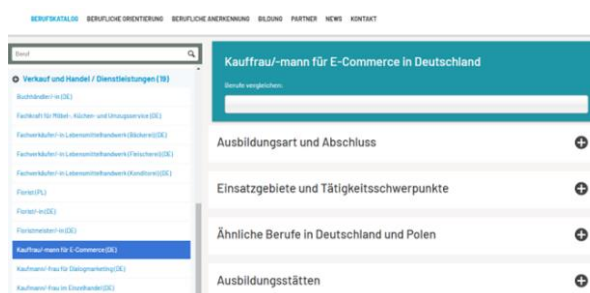 BERUFSKATALOG BERUFLICHE ORIENTIERUNG BERUFLICHE ANERKENNUNG BILDUNG PARTNER NEWS KONTAKT
Beruf
Verkauf und Handel / Dienstleistungen (19)
Buchhändler/-in (DE)
Fachkraft für Möbel-, Küchen- und Umzugsservice (DE)
Fachverkäufer/-in Lebensmittelhandwerk (Bäckerei) (DE)
Fachverkäufer/-in Lebensmittelhandwerk (Fleischerei) (DE)
Fachverkäufer/-in Lebensmittelhandwerk (Konditorei) (DE)
Florist (PL)
Florist/-in (DE)
Floristmeister/-in (DE)
Kauffrau/-mann für E-Commerce (DE)
Kaufmann/-frau für Dialogmarketing (DE)
Kaufmann/-frau im Einzelhandel (DE)
Kauffrau/-mann für E-Commerce in Deutschland
Berufe vergleichen:
Ausbildungsart und Abschluss
Einsatzgebiete und Tätigkeitsschwerpunkte
Ähnliche Berufe in Deutschland und Polen
Ausbildungsstätten